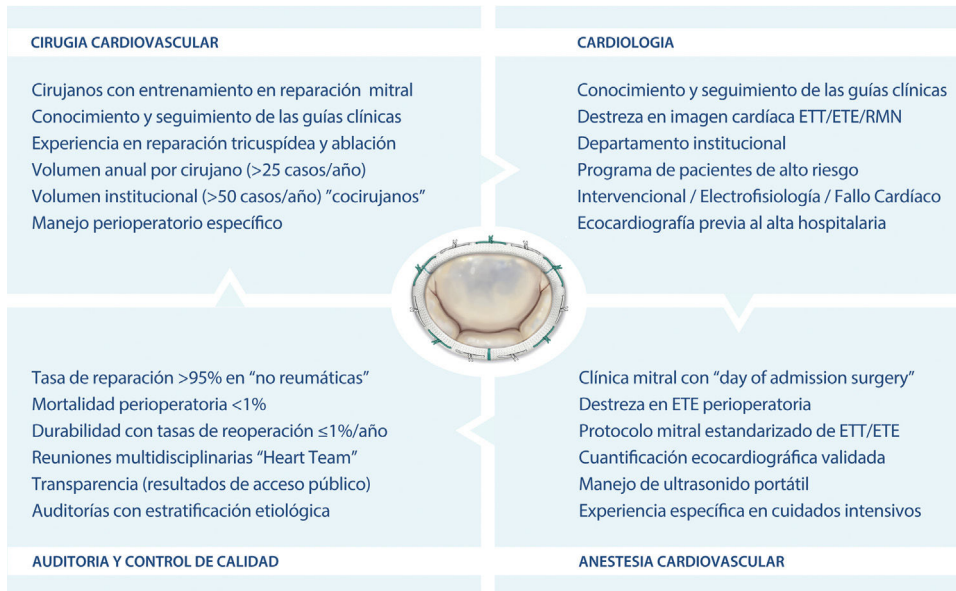 CIRUGIA CARDIOVASCULAR
Cirujanos con entrenamiento en reparación mitral
Conocimiento y seguimiento de las guías clínicas
Experiencia en reparación tricuspídea y ablación
Volumen anual por cirujano (>25 casos/año)
Volumen institucional (>50 casos/año) ”cocirujanos”
Manejo perioperatorio específico
CARDIOLOGIA
Conocimiento y seguimiento de las guías clínicas
Destreza en imagen cardíaca ETT/ETE/RMN
Departamento institucional
Programa de pacientes de alto riesgo
Intervencional / Electrofisiología / Fallo Cardíaco
Ecocardiografía previa al alta hospitalaria
Tasa de reparación >95% en “no reumáticas”
Mortalidad perioperatoria <1%
Durabilidad con tasas de reoperación ≤1%/año
Reuniones multidisciplinarias “Heart Team”
Transparencia (resultados de acceso público)
Auditorías con estratificación etiológica
AUDITORIA Y CONTROL DE CALIDAD
Clínica mitral con “day of admission surgery”
Destreza en ETE perioperatoria
Protocolo mitral estandarizado de ETT/ETE
Cuantificación ecocardiográfica validada
Manejo de ultrasonido portátil
Experiencia específica en cuidados intensivos
ANESTESIA CARDIOVASCULAR